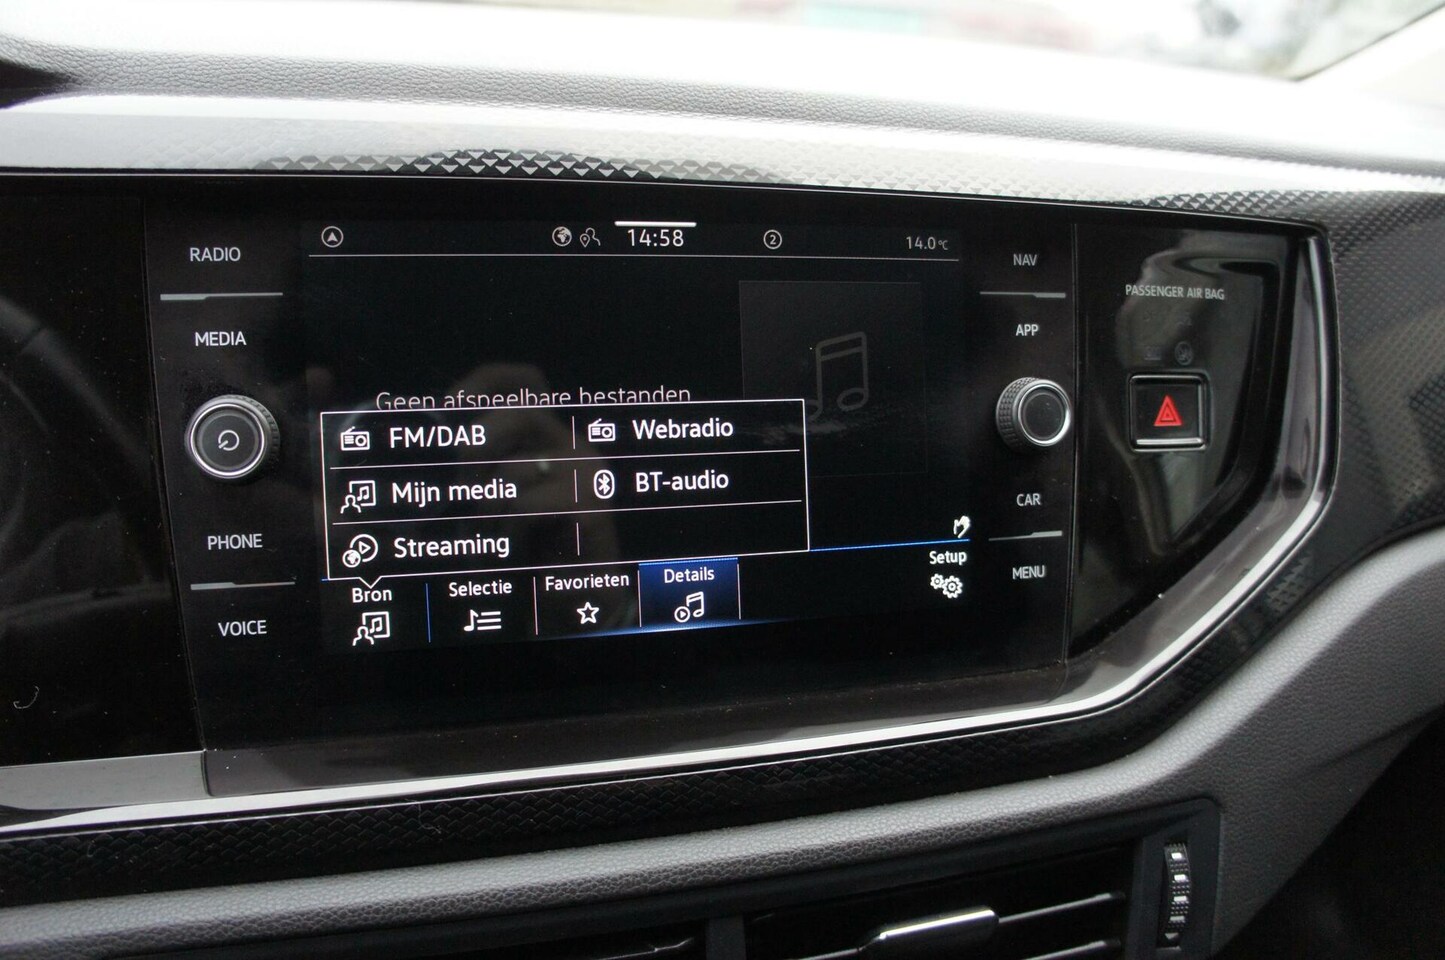 RADIO
MEDIA
PHONE
VOICE
14:58
2
14.0°C
Geen afspeelbare bestanden
FM/DAB
Webradio
Mijn media
BT-audio
Streaming
Bron
Selectie
Favorieten
Details
Setup
NAV
APP
CAR
MENU
PASSENGER AIR BAG